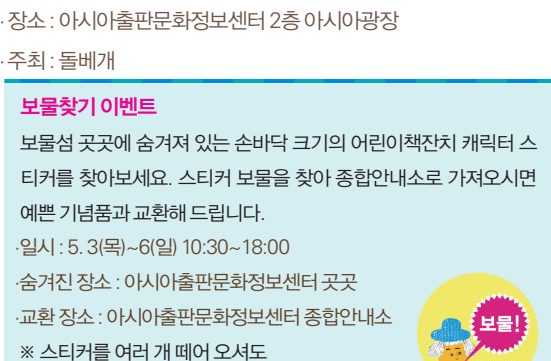 · 장소 : 아시아출판문화정보센터 2층 아시아광장
· 주최 : 돌베개
보물찾기 이벤트
보물섬 곳곳에 숨겨져 있는 손바닥 크기의 어린이책잔치 캐릭터 스
티커를 찾아보세요. 스티커 보물을 찾아 종합안내소로 가져오시면
예쁜 기념품과 교환해 드립니다.
·일시 : 5. 3(목)~6(일) 10:30~18:00
·숨겨진 장소 : 아시아출판문화정보센터 곳곳
·교환 장소 : 아시아출판문화정보센터 종합안내소
보물!
※ 스티커를 여러 개 떼어 오셔도